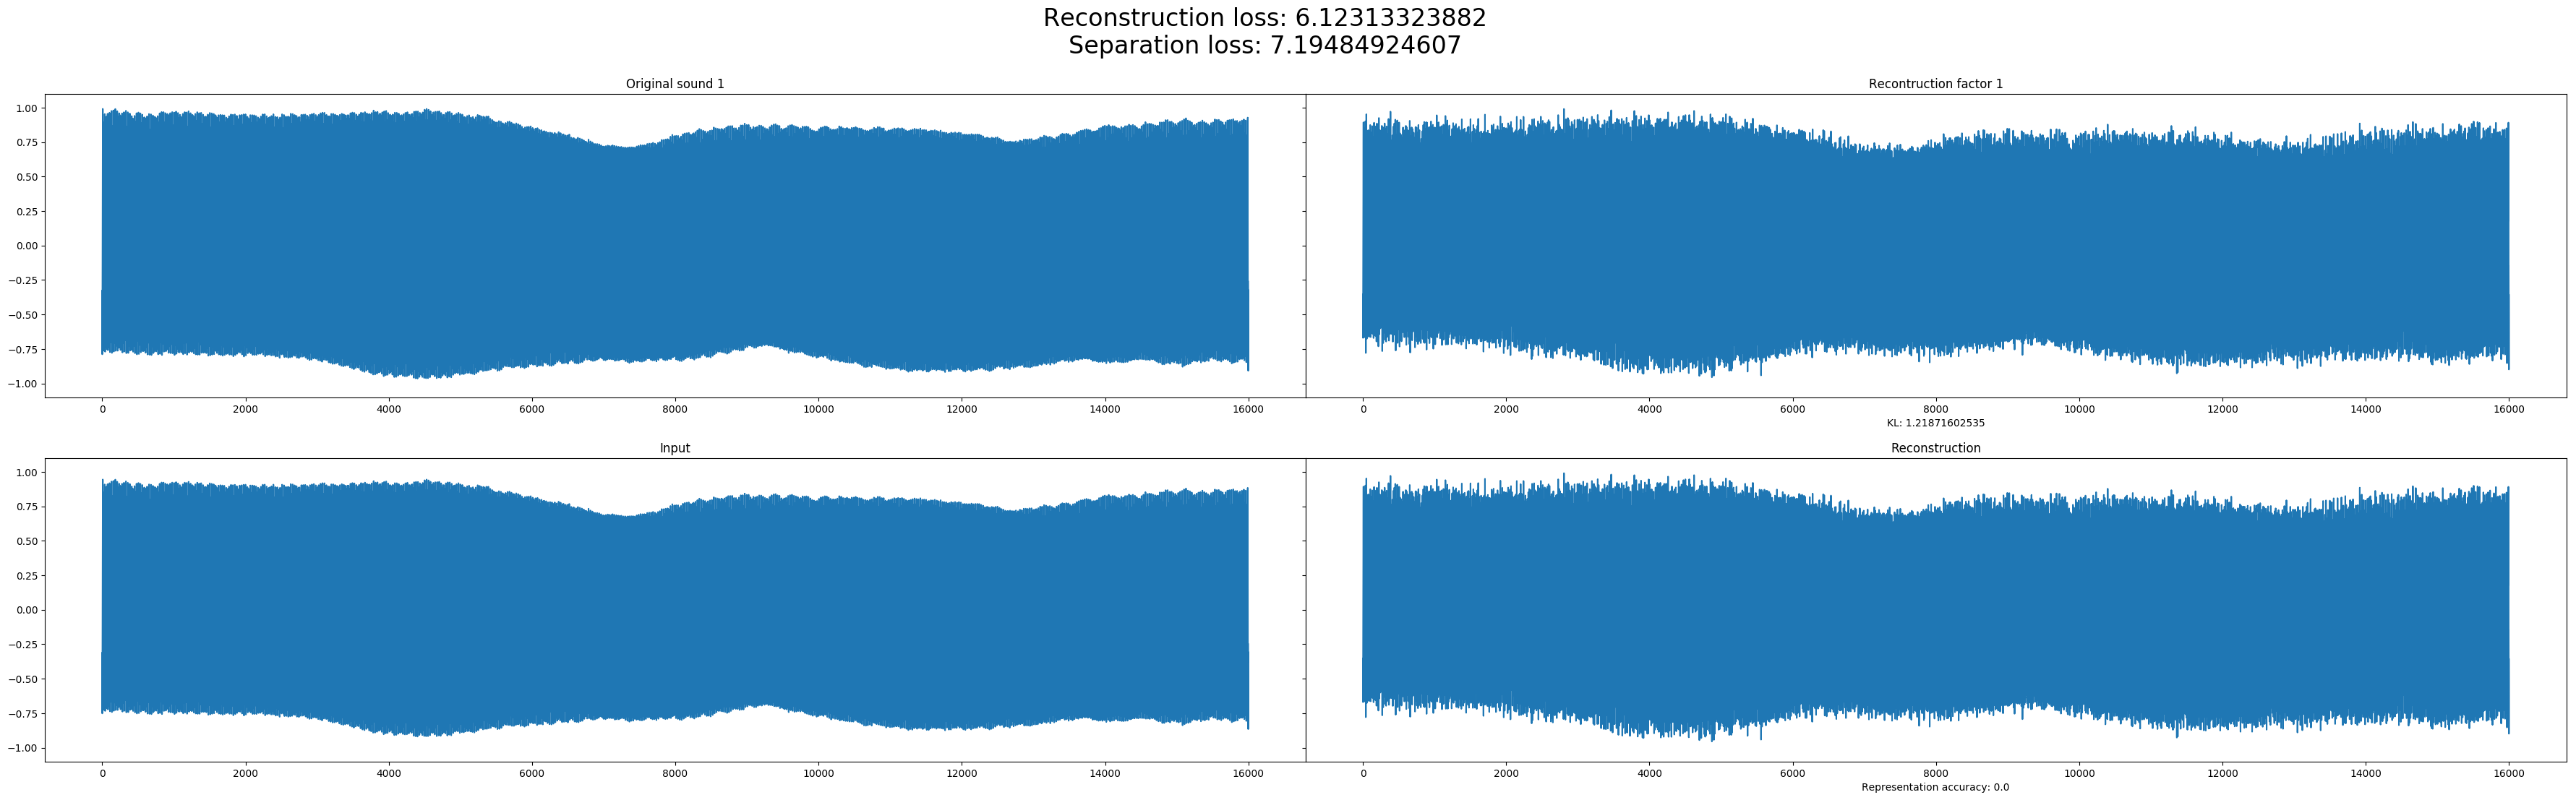 Reconstruction loss: 6.12313323882
Separation loss: 7.19484924607
Original sound 1
Recontruction factor 1
1.00
0.75
0.50
0.25
0.00
−0.25
−0.50
−0.75
−1.00
0 2000 4000 6000 8000 10000 12000 14000 16000
0 2000 4000 6000 8000 10000 12000 14000 16000
KL: 1.21871602535
Input
Reconstruction
1.00
0.75
0.50
0.25
0.00
−0.25
−0.50
−0.75
−1.00
0 2000 4000 6000 8000 10000 12000 14000 16000
0 2000 4000 6000 8000 10000 12000 14000 16000
Representation accuracy: 0.0